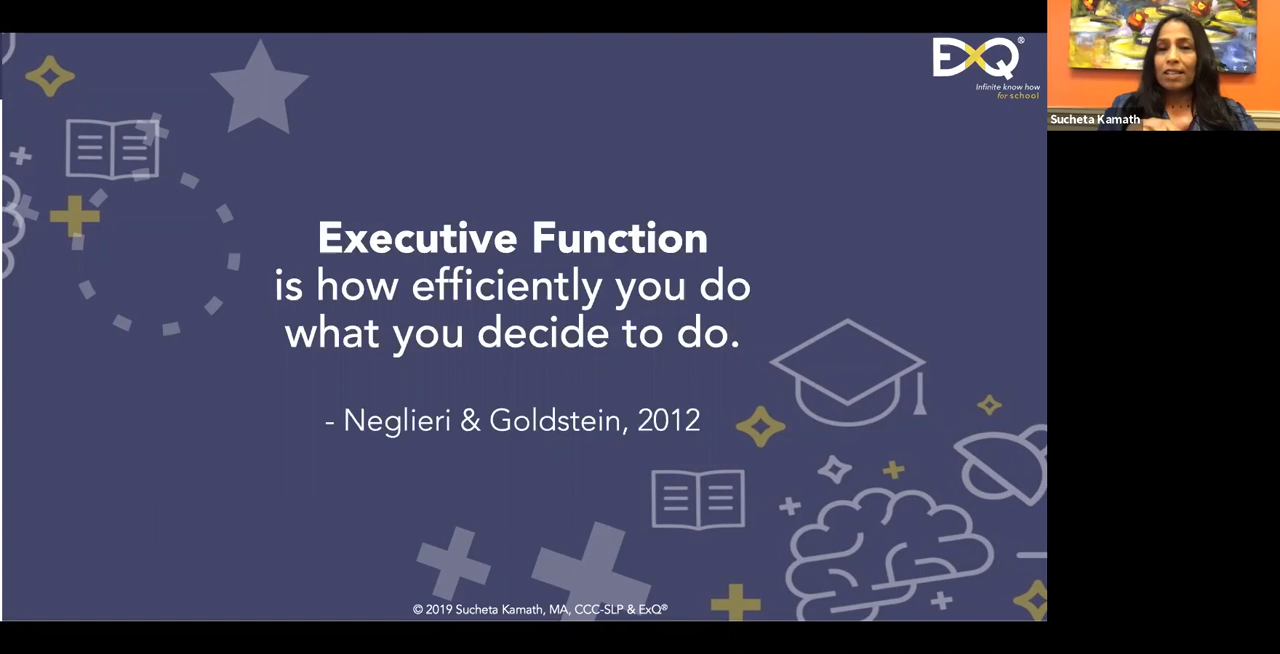 EXQ®
Infinite know how
for school
Sucheta Kamath
Executive Function
is how efficiently you do
what you decide to do.
- Neglieri & Goldstein, 2012
© 2019 Sucheta Kamath, MA, CCC-SLP & ExQ®